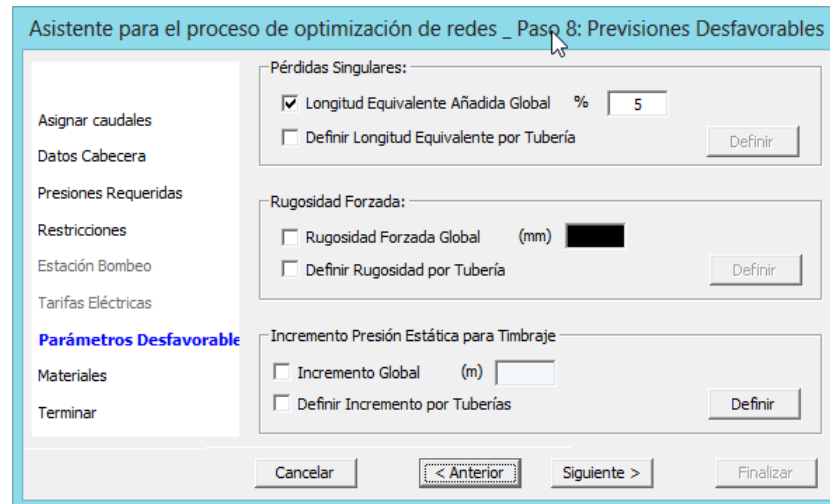 Asistente para el proceso de optimización de redes _ Paso 8: Previsiones Desfavorables
Asignar caudales
Datos Cabecera
Presiones Requeridas
Restricciones
Estación Bombeo
Tarifas Eléctricas
Parámetros Desfavorable
Materiales
Terminar
Pérdidas Singulares:
Longitud Equivalente Añadida Global % 5
Definir Longitud Equivalente por Tubería Definir
Rugosidad Forzada:
Rugosidad Forzada Global (mm)
Definir Rugosidad por Tubería Definir
Incremento Presión Estática para Timbraje
Incremento Global (m)
Definir Incremento por Tuberías Definir
Cancelar < Anterior Siguiente > Finalizar